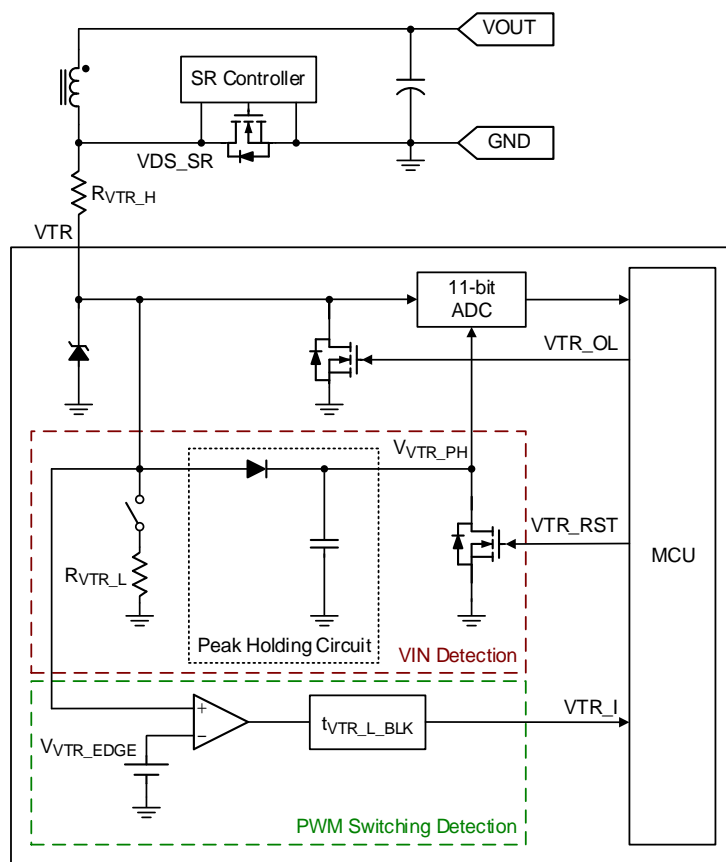 VOUT
SR Controller
GND
VDS_SR
RVTR_H
VTR
11-bit
ADC
VTR_OL
VVTR_PH
VTR_RST
MCU
RVTR_L
Peak Holding Circuit
VIN Detection
+
VTR_I
tVTR_L_BLK
−
VVTR_EDGE
PWM Switching Detection